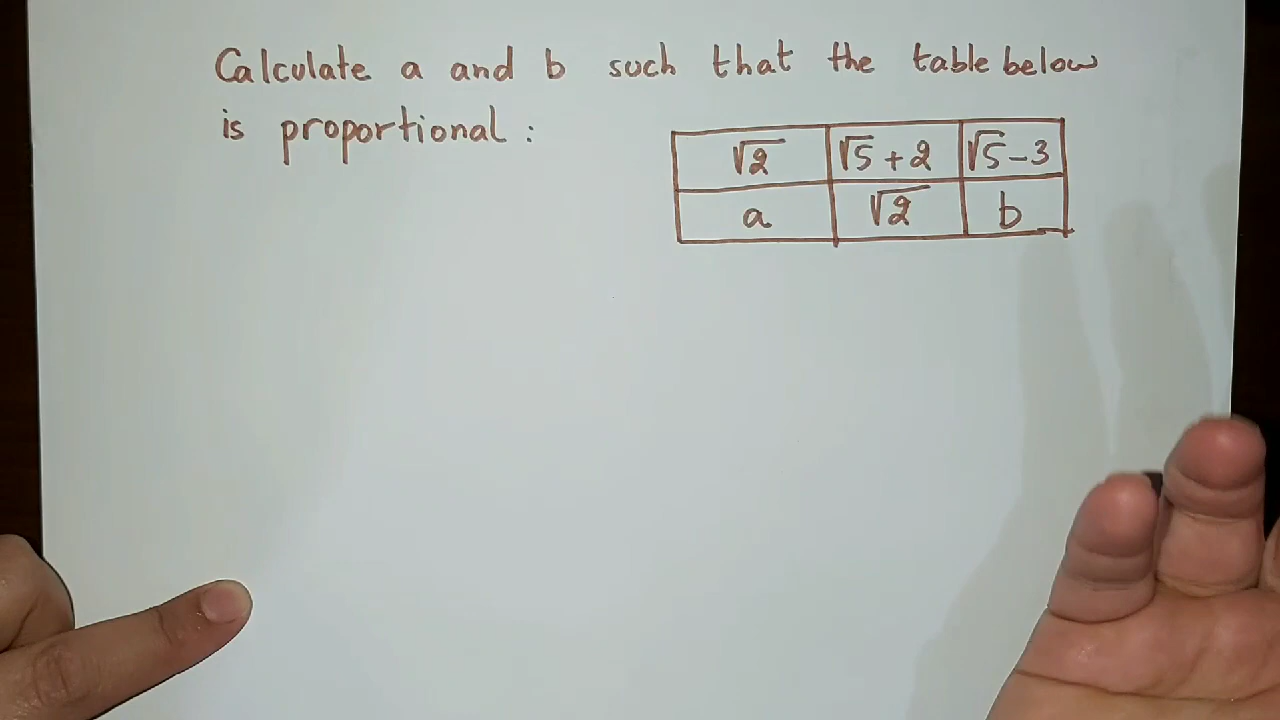 Calculate a and b such that the table below
is proportional :
√2 √5 + 2 √5 - 3
a √2 b